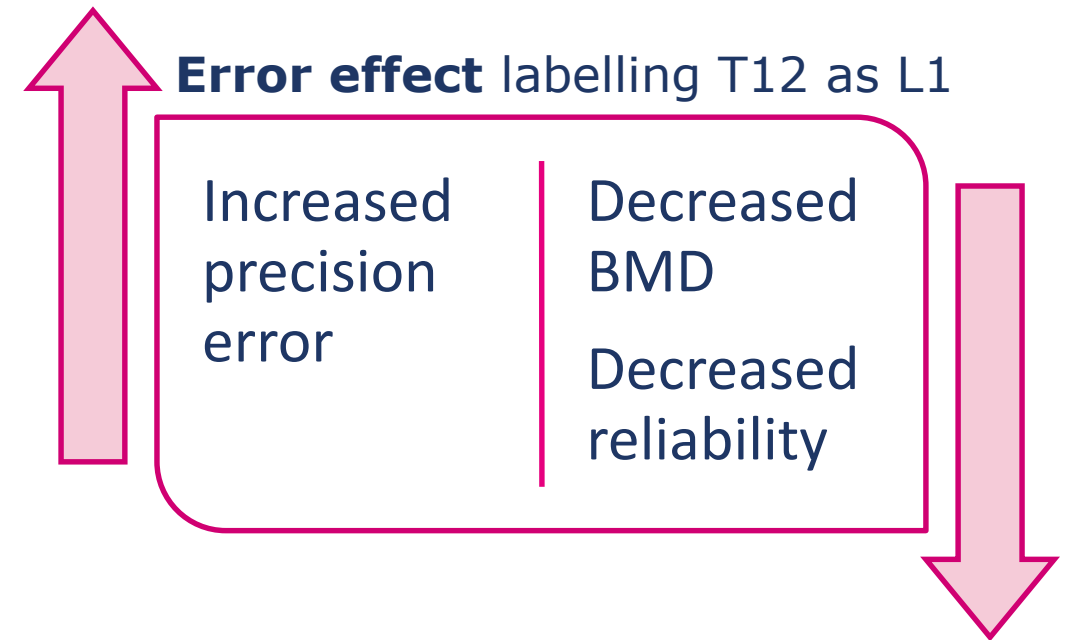 Error effect labelling T12 as L1
Increased
precision
error
Decreased
BMD
Decreased
reliability